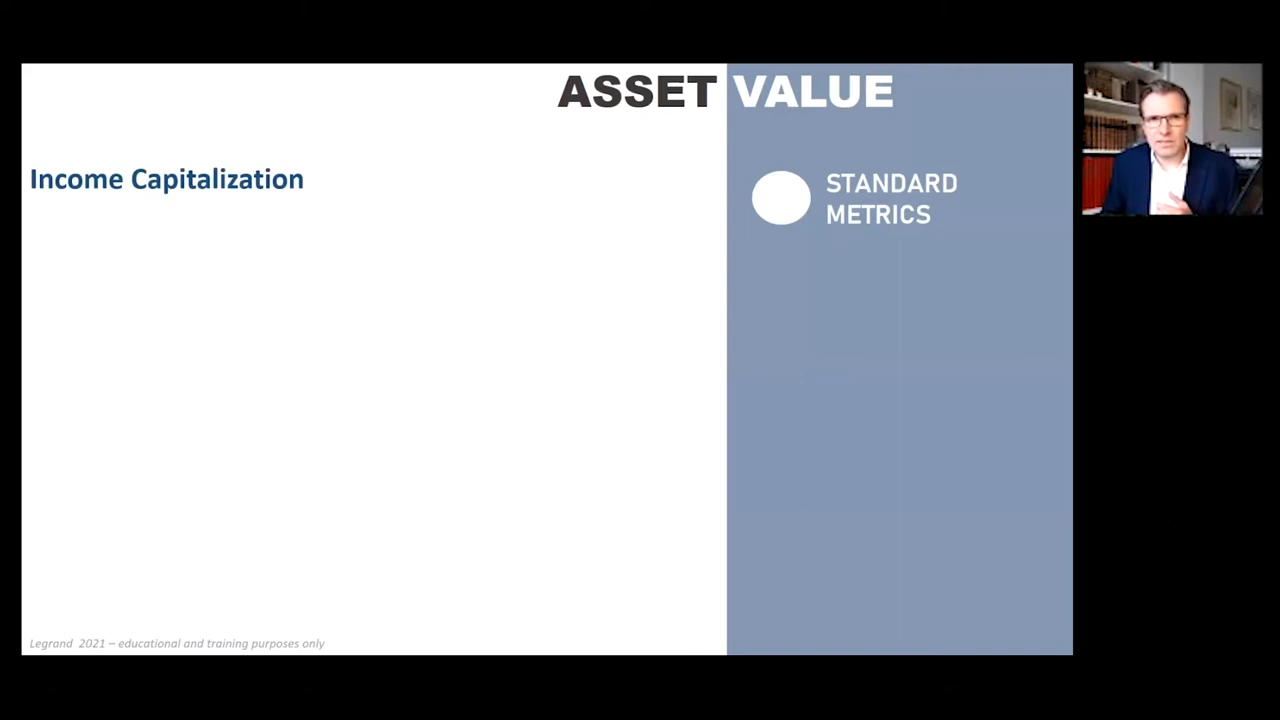 ASSET VALUE
Income Capitalization
STANDARD
METRICS
Legrand 2021 – educational and training purposes only